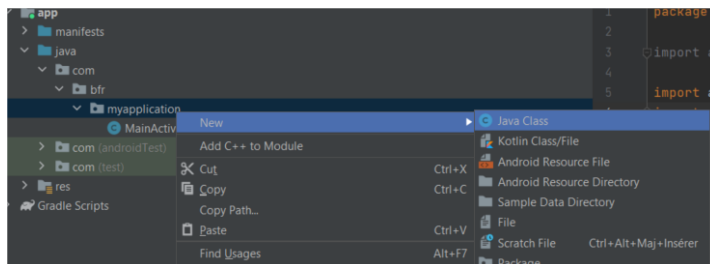 app
manifests
java
com
bfr
myapplication
MainActiv
com (androidTest)
com (test)
res
Gradle Scripts
New
Add C++ to Module
Cut Ctrl+X
Copy Ctrl+C
Copy Path...
Paste Ctrl+V
Find Usages Alt+F7
Java Class
Kotlin Class/File
Android Resource File
Android Resource Directory
Sample Data Directory
File
Scratch File Ctrl+Alt+Maj+Insérer
Package
1 package
2
3 import
4
5 import